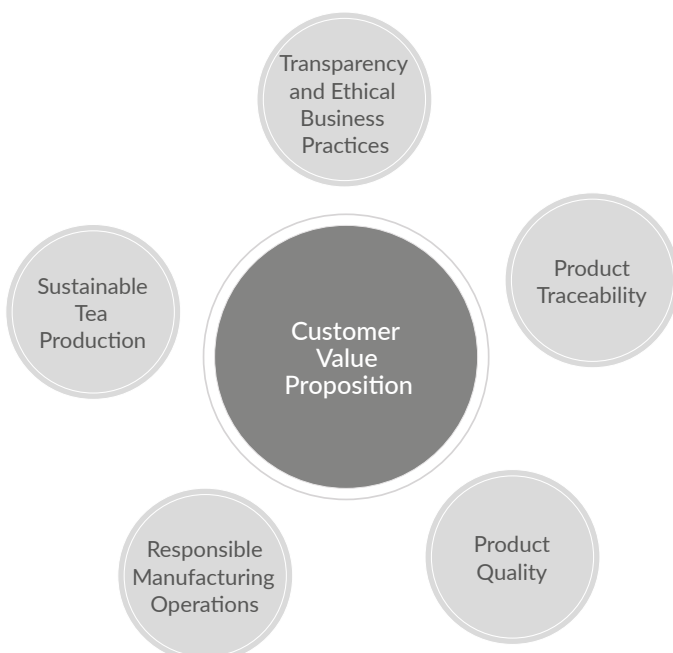 Transparency
and Ethical
Business
Practices
Product
Traceability
Sustainable
Tea
Production
Customer
Value
Proposition
Product
Quality
Responsible
Manufacturing
Operations